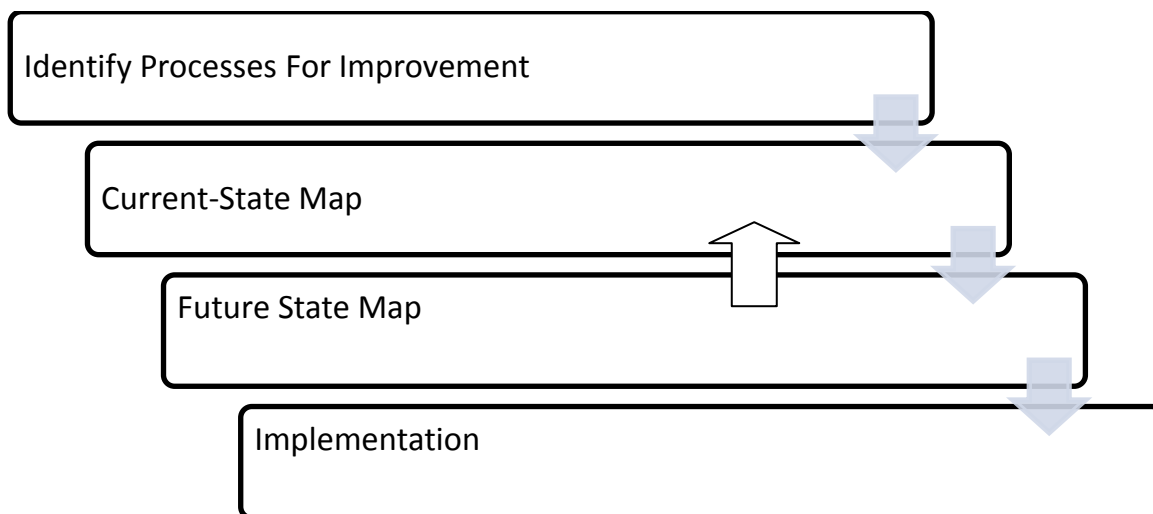 Identify Processes For Improvement
Current-State Map
Future State Map
Implementation